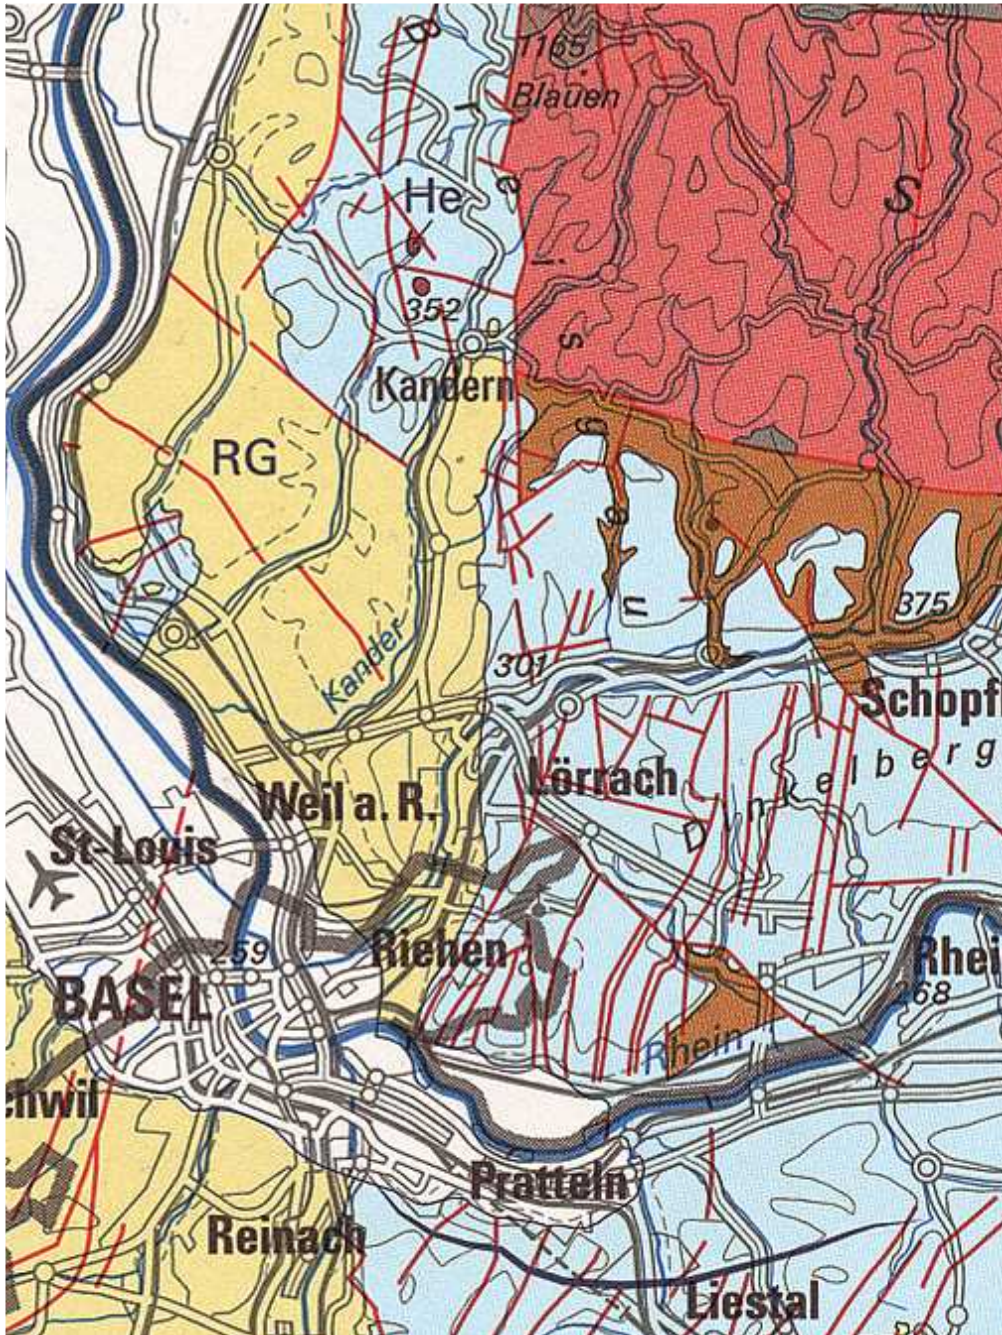 B r e i s g a u
1165
Blauen
S
He
352
Kandern
RG
375
Kander
301
Schopf
Lörrach
D i n k e l b e r g
Weil a. R.
St-Louis
259
Riehen
Rhei
BASEL
268
Rhein
chwil
Pratteln
Reinach
Liestal